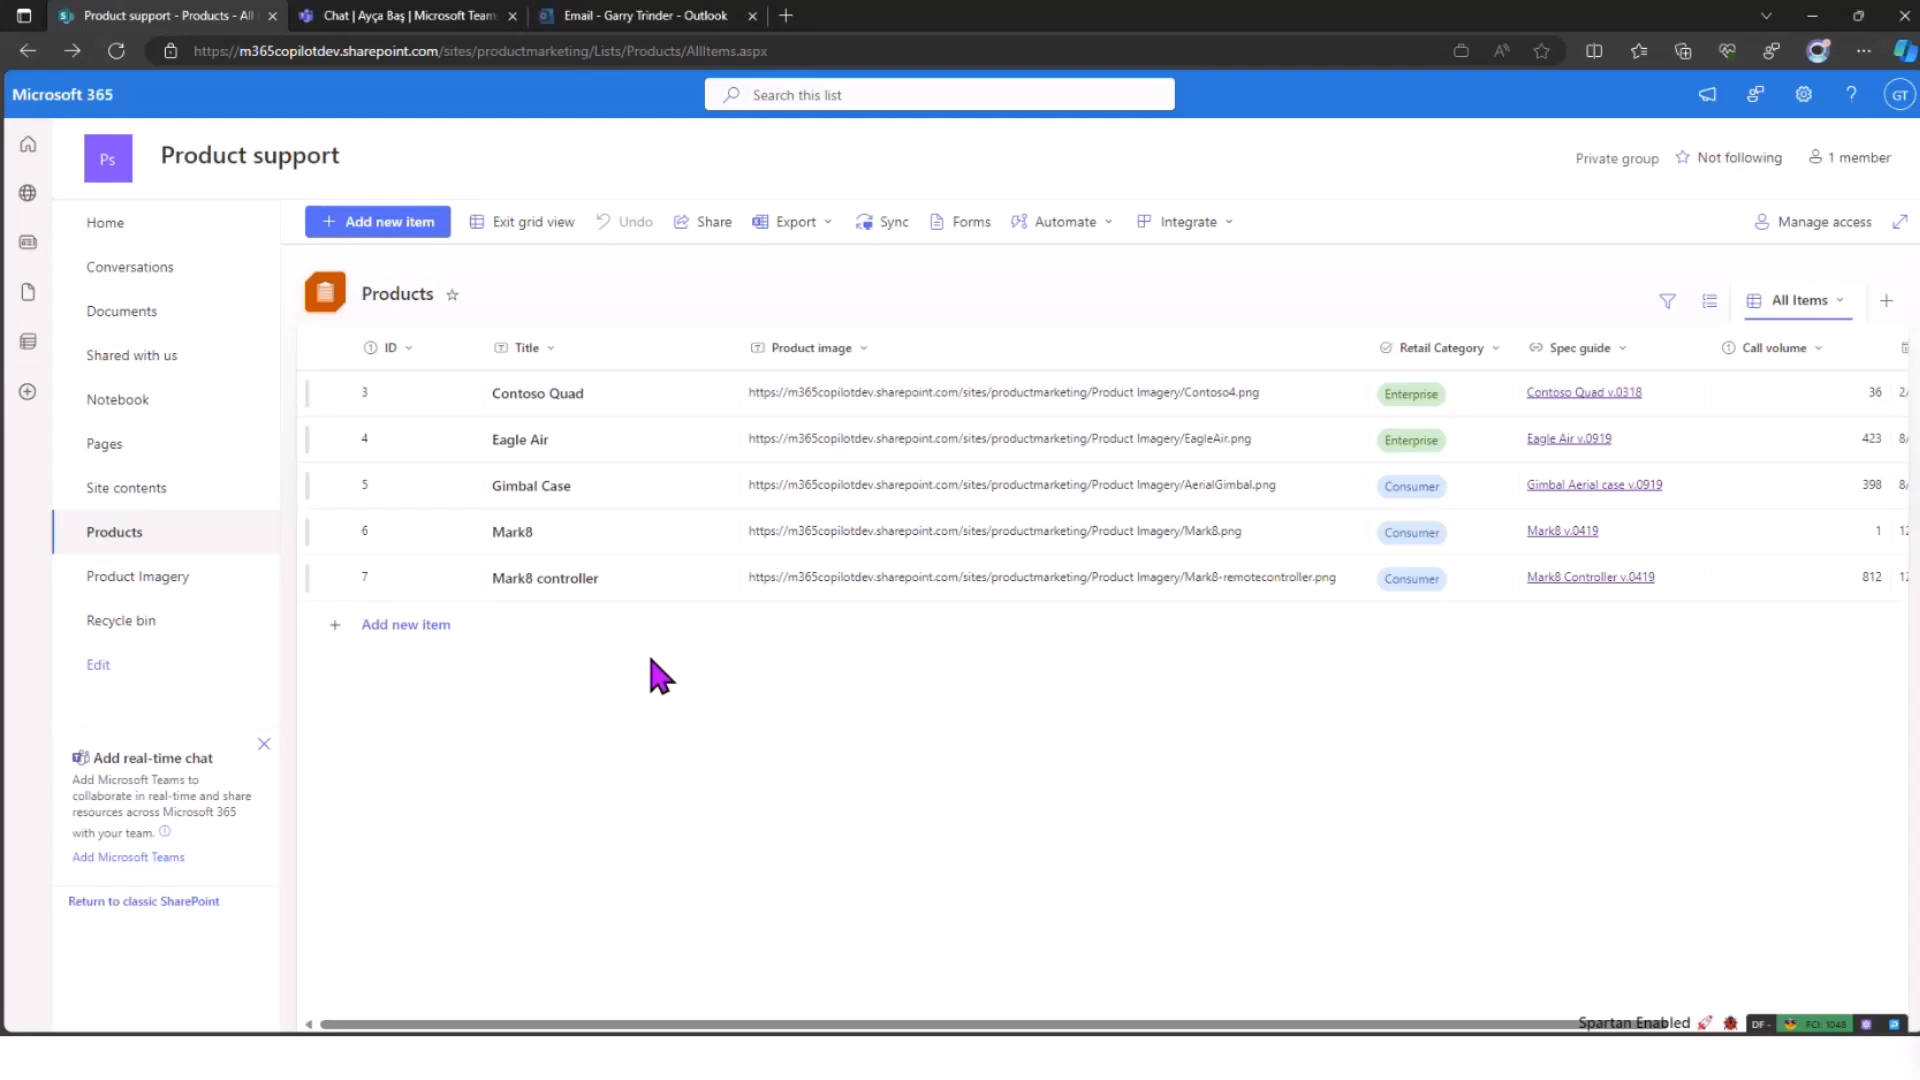 Product support - Products - All
Chat | Ayça Baş | Microsoft Team
Email - Garry Trinder - Outlook
https://m365copilotdev.sharepoint.com/sites/productmarketing/Lists/Products/AllItems.aspx
Microsoft 365
Search this list
GT
Ps
Product support
Private group
Not following
1 member
Home
Conversations
Documents
Shared with us
Notebook
Pages
Site contents
Products
Product Imagery
Recycle bin
Edit
Add new item
Exit grid view
Undo
Share
Export
Sync
Forms
Automate
Integrate
Manage access
Products
All Items
ID Title Product image Retail Category Spec guide Call volume
3 Contoso Quad https://m365copilotdev.sharepoint.com/sites/productmarketing/Product Imagery/Contoso4.png Enterprise Contoso Quad v.0318 36 2/
4 Eagle Air https://m365copilotdev.sharepoint.com/sites/productmarketing/Product Imagery/EagleAir.png Enterprise Eagle Air v.0919 423 8/
5 Gimbal Case https://m365copilotdev.sharepoint.com/sites/productmarketing/Product Imagery/AerialGimbal.png Consumer Gimbal Aerial case v.0919 398 8/
6 Mark8 https://m365copilotdev.sharepoint.com/sites/productmarketing/Product Imagery/Mark8.png Consumer Mark8 v.0419 1 12
7 Mark8 controller https://m365copilotdev.sharepoint.com/sites/productmarketing/Product Imagery/Mark8-remotecontroller.png Consumer Mark8 Controller v.0419 812 12
Add new item
Add real-time chat
Add Microsoft Teams to
collaborate in real-time and share
resources across Microsoft 365
with your team.
Add Microsoft Teams
Return to classic SharePoint
Spartan Enabled
DF -
FCI: 1048